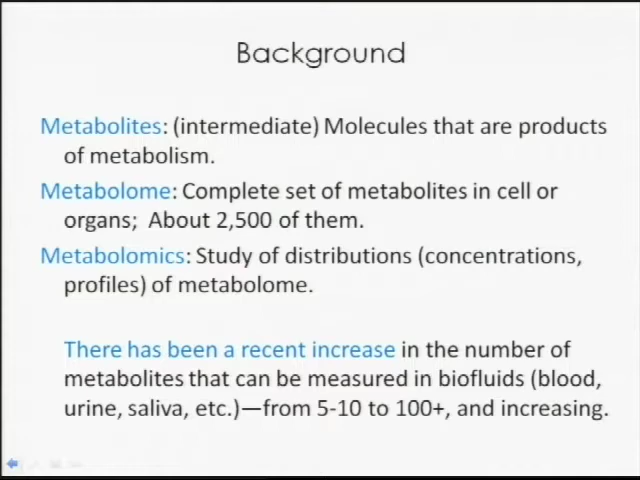 Background
Metabolites: (intermediate) Molecules that are products
of metabolism.
Metabolome: Complete set of metabolites in cell or
organs; About 2,500 of them.
Metabolomics: Study of distributions (concentrations,
profiles) of metabolome.
There has been a recent increase in the number of
metabolites that can be measured in biofluids (blood,
urine, saliva, etc.)—from 5-10 to 100+, and increasing.